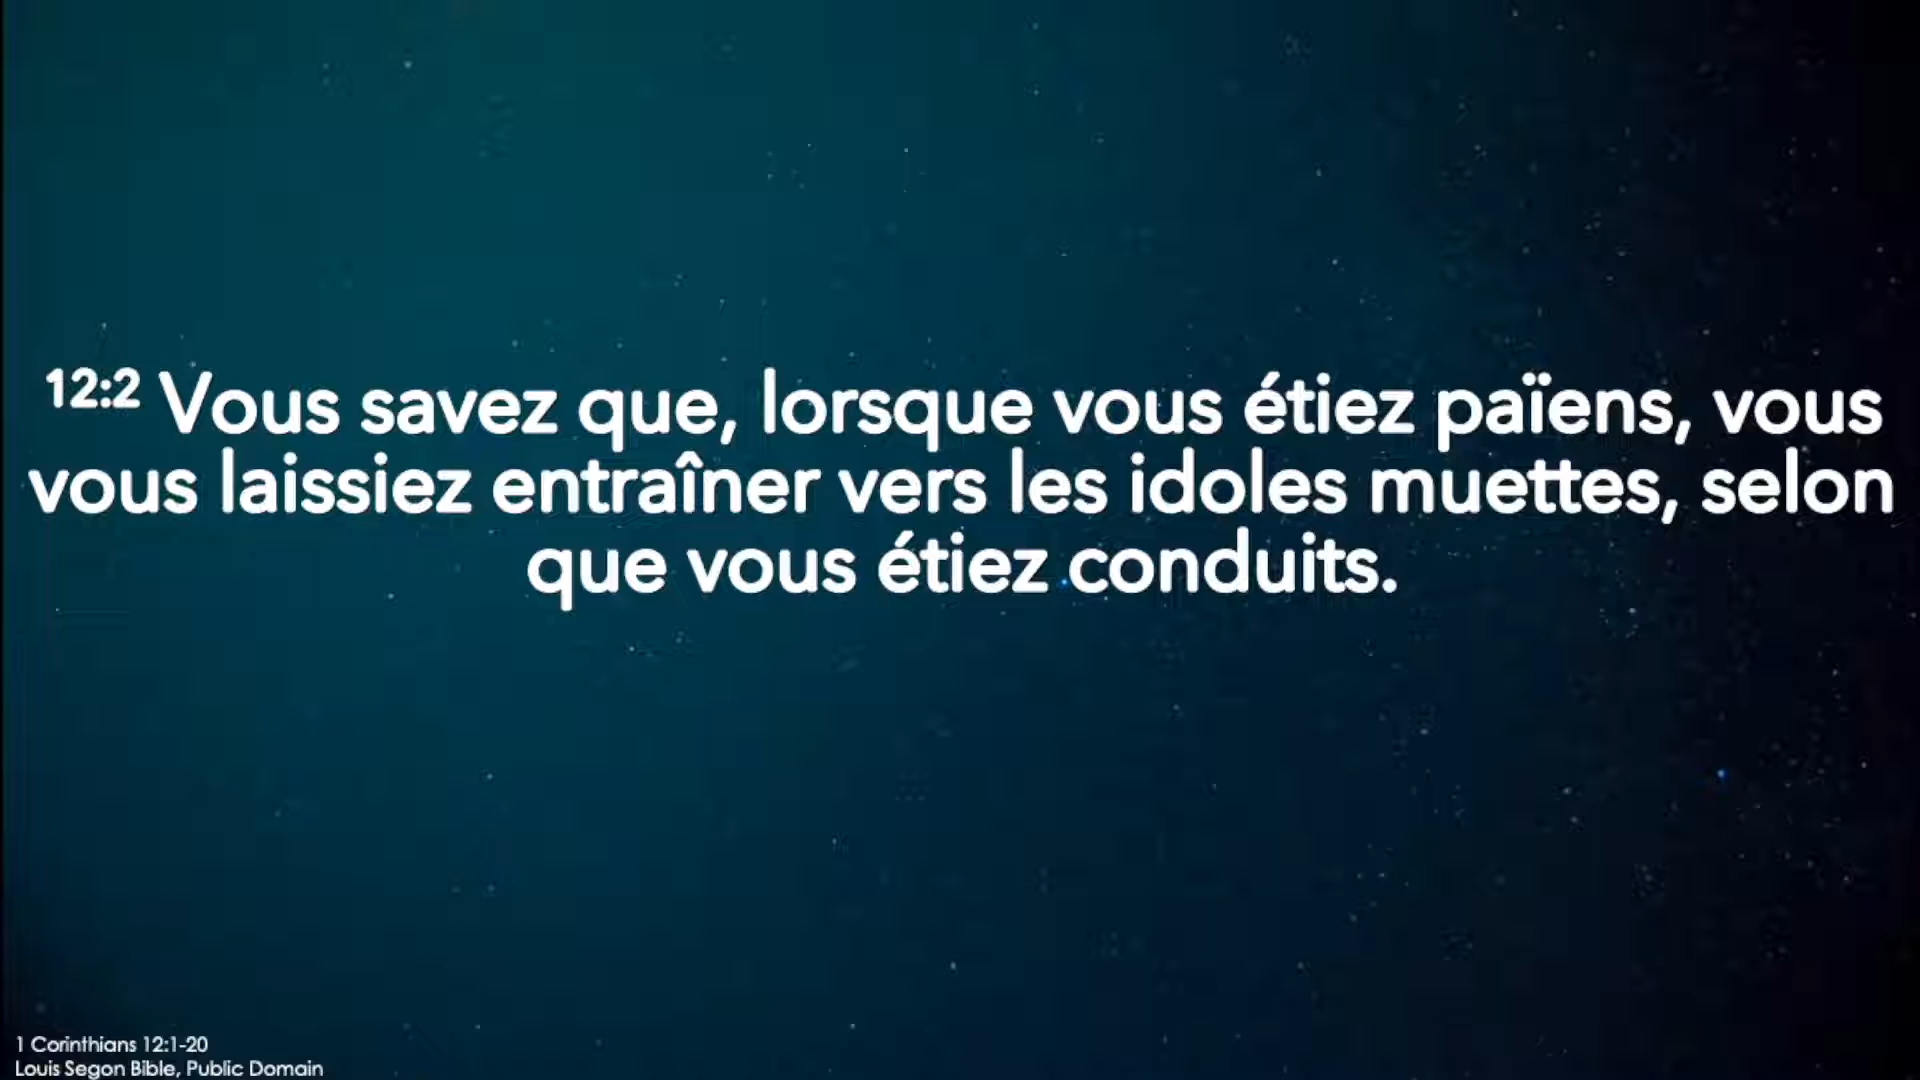 12:2 Vous savez que, lorsque vous étiez païens, vous
vous laissiez entraîner vers les idoles muettes, selon
que vous étiez conduits.
1 Corinthians 12:1-20
Louis Segon Bible, Public Domain